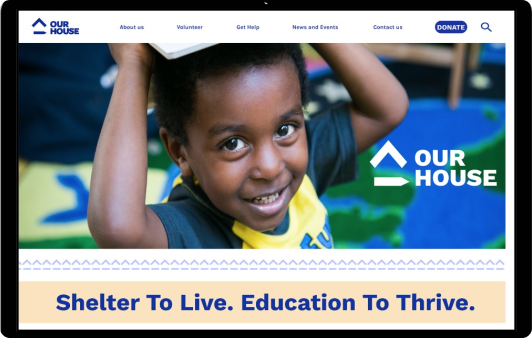 OUR
HOUSE
About us
Volunteer
Get Help
News and Events
Contact us
DONATE
OUR
HOUSE
Shelter To Live. Education To Thrive.